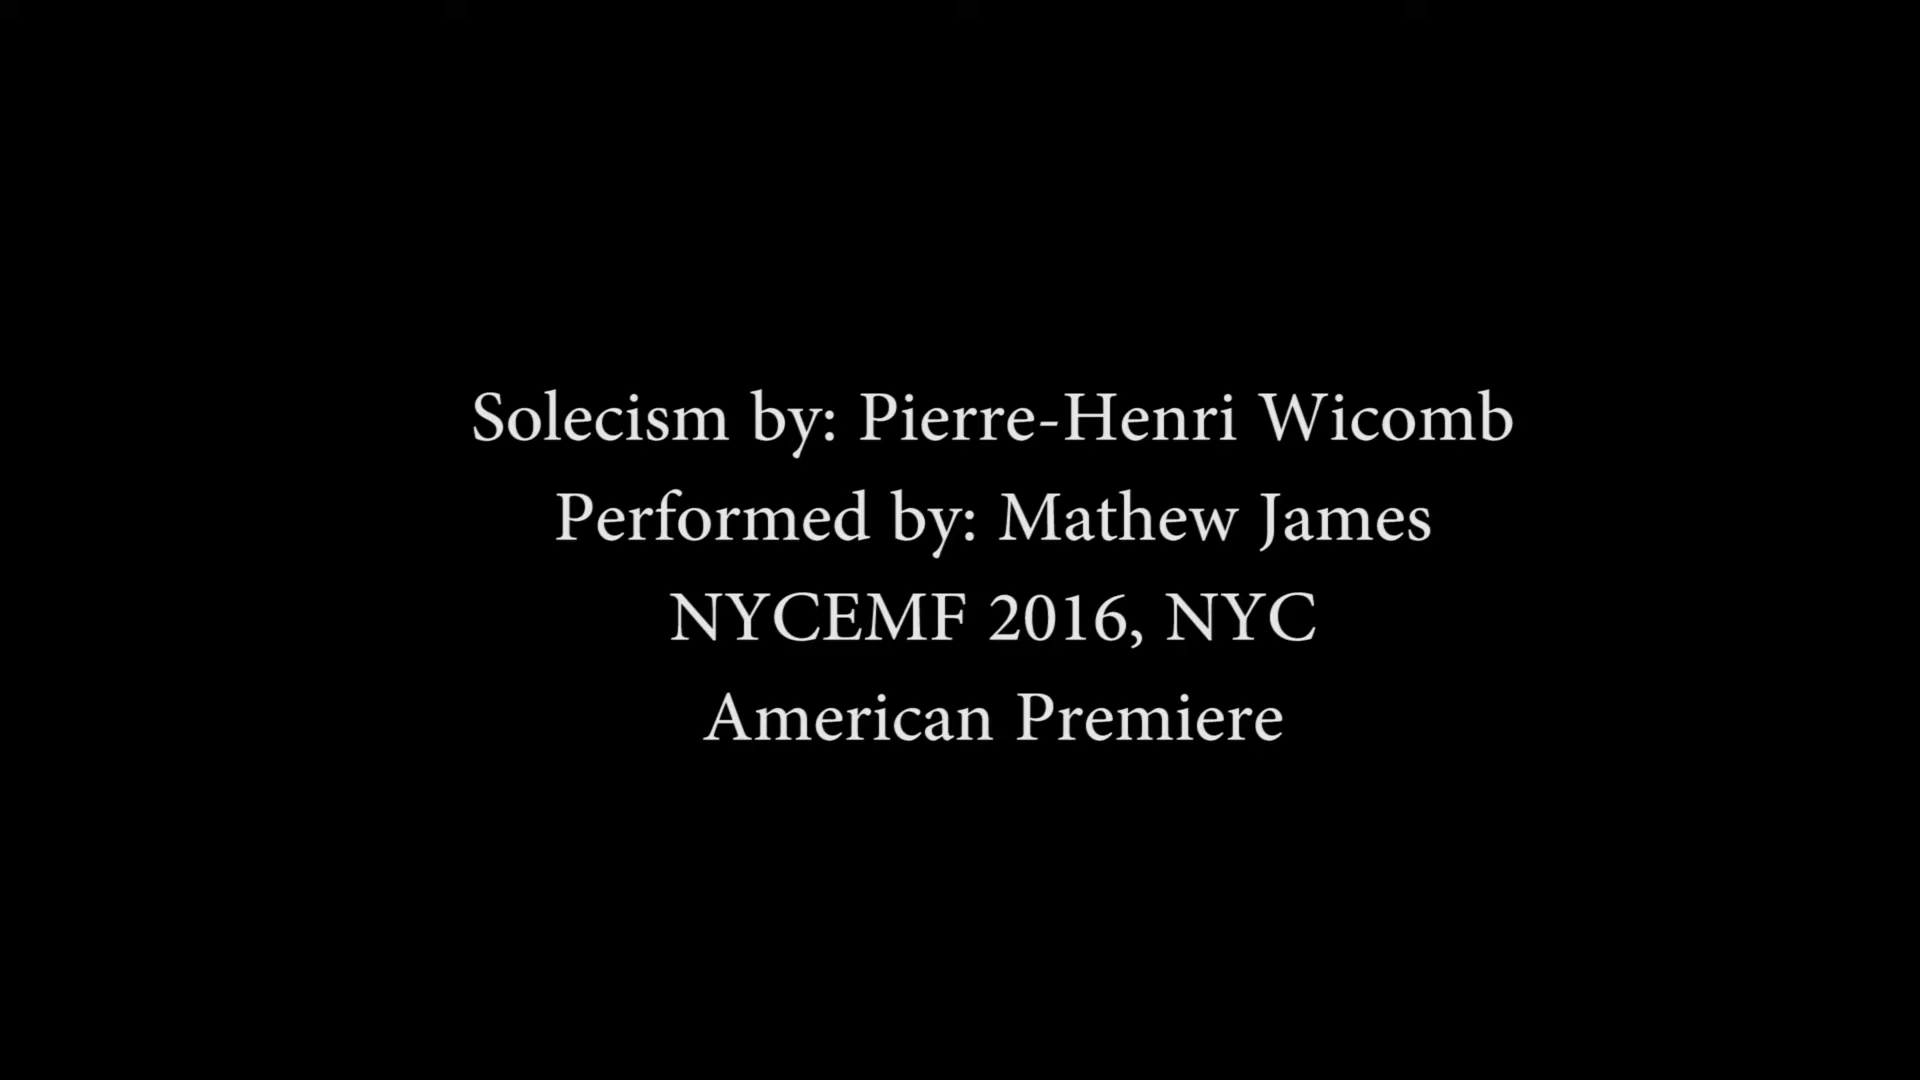 Solecism by: Pierre-Henri Wicomb
Performed by: Mathew James
NYCEMF 2016, NYC
American Premiere